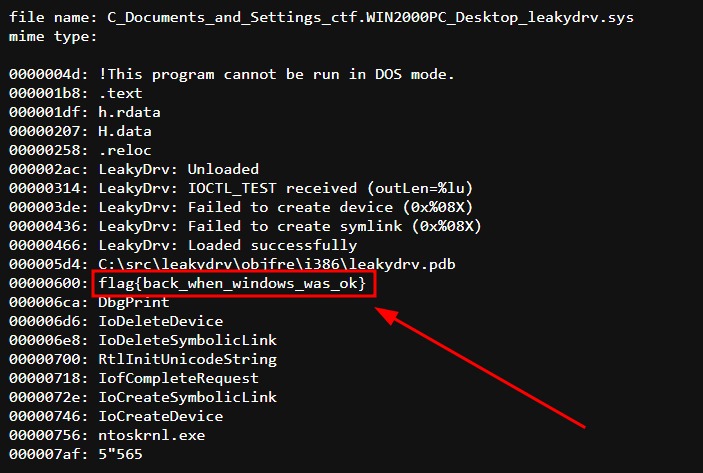 file name: C_Documents_and_Settings_ctf.WIN2000PC_Desktop_leakydrv.sys
mime type:
0000004d: !This program cannot be run in DOS mode.
000001b8: .text
000001df: h.rdata
00000207: H.data
00000258: .reloc
000002ac: LeakyDrv: Unloaded
00000314: LeakyDrv: IOCTL_TEST received (outLen=%lu)
000003de: LeakyDrv: Failed to create device (0x%08X)
00000436: LeakyDrv: Failed to create symlink (0x%08X)
00000466: LeakyDrv: Loaded successfully
000005d4: C:\src\leakydrv\objfre\i386\leakydrv.pdb
00000600: flag{back_when_windows_was_ok}
000006ca: DbgPrint
000006d6: IoDeleteDevice
000006e8: IoDeleteSymbolicLink
00000700: RtlInitUnicodeString
00000718: IofCompleteRequest
0000072e: IoCreateSymbolicLink
00000746: IoCreateDevice
00000756: ntoskrnl.exe
000007af: 5"565